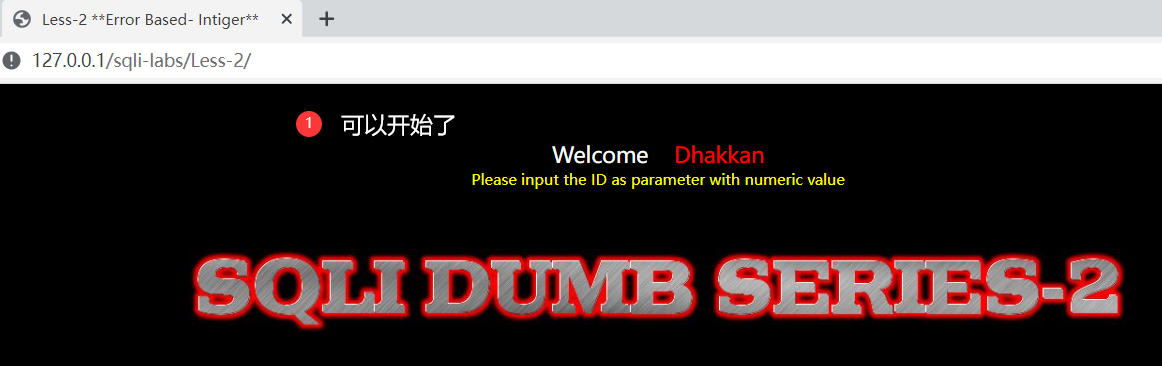 Less-2 **Error Based- Intiger**
127.0.0.1/sqli-labs/Less-2/
1 可以开始了
Welcome Dhakkan
Please input the ID as parameter with numeric value
SQLI DUMB SERIES-2